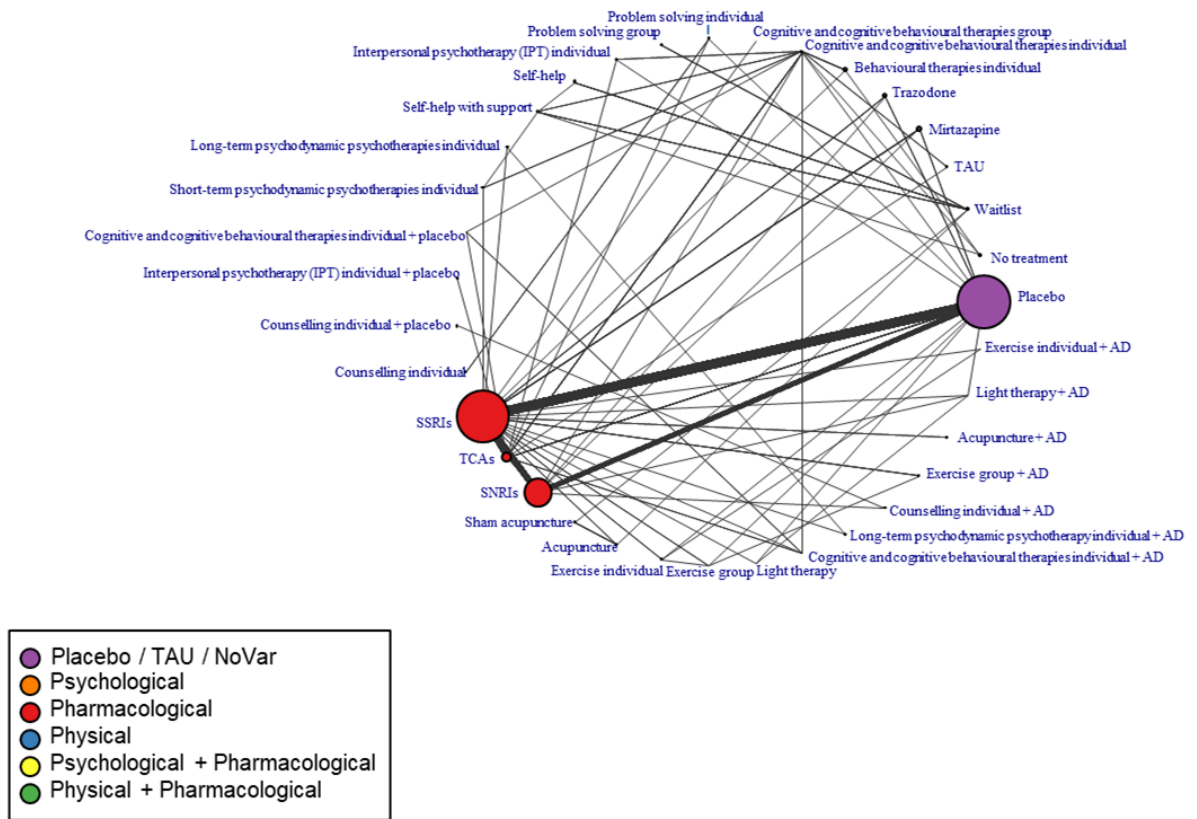 Problem solving individual
Problem solving group
Cognitive and cognitive behavioural therapies group
Interpersonal psychotherapy (IPT) individual
Cognitive and cognitive behavioural therapies individual
Self-help
Behavioural therapies individual
Self-help with support
Trazodone
Mirtazapine
Long-term psychodynamic psychotherapies individual
TAU
Short-term psychodynamic psychotherapies individual
Waitlist
Cognitive and cognitive behavioural therapies individual + placebo
No treatment
Interpersonal psychotherapy (IPT) individual + placebo
Placebo
Counselling individual + placebo
Exercise individual + AD
Counselling individual
Light therapy + AD
SSRIs
Acupuncture + AD
TCAs
Exercise group + AD
SNRIs
Counselling individual + AD
Sham acupuncture
Long-term psychodynamic psychotherapy individual + AD
Acupuncture
Cognitive and cognitive behavioural therapies individual + AD
Exercise individual
Exercise group
Light therapy
Placebo / TAU / NoVar
Psychological
Pharmacological
Physical
Psychological + Pharmacological
Physical + Pharmacological